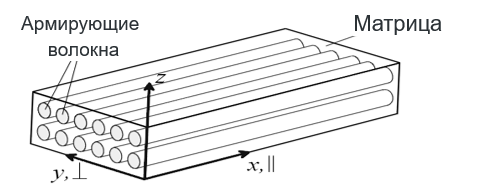 Армирующие
волокна
Матрица
z
y,⊥
x,||